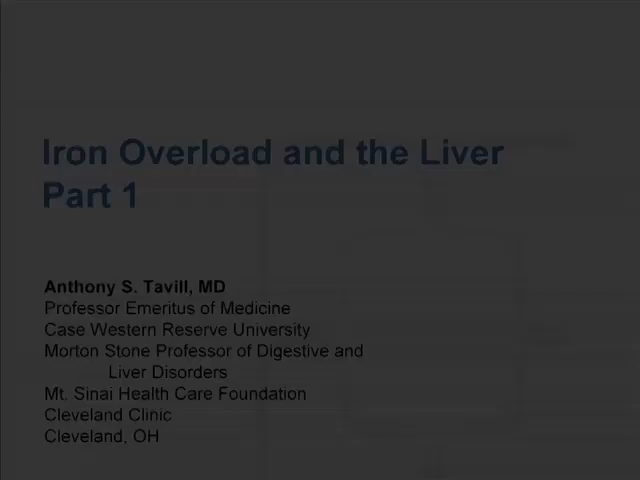 Iron Overload and the Liver
Part 1
Anthony S. Tavill, MD
Professor Emeritus of Medicine
Case Western Reserve University
Morton Stone Professor of Digestive and
Liver Disorders
Mt. Sinai Health Care Foundation
Cleveland Clinic
Cleveland, OH